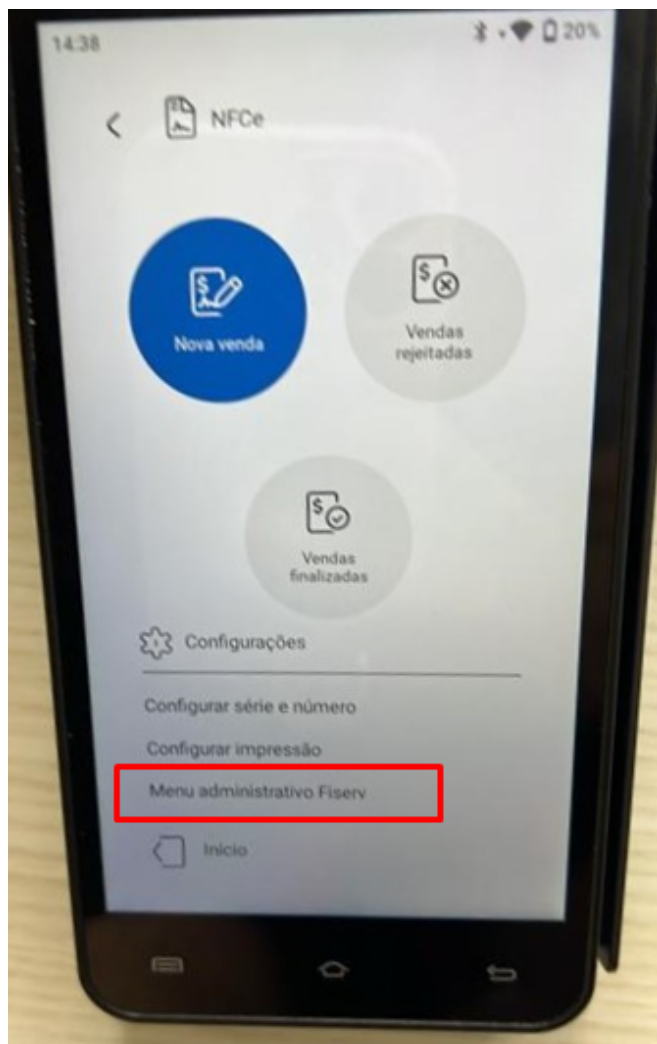 14:38
20%
NFCe
Nova venda
Vendas
rejeitadas
Vendas
finalizadas
Configurações
Configurar série e número
Configurar impressão
Menu administrativo Fiserv
Início